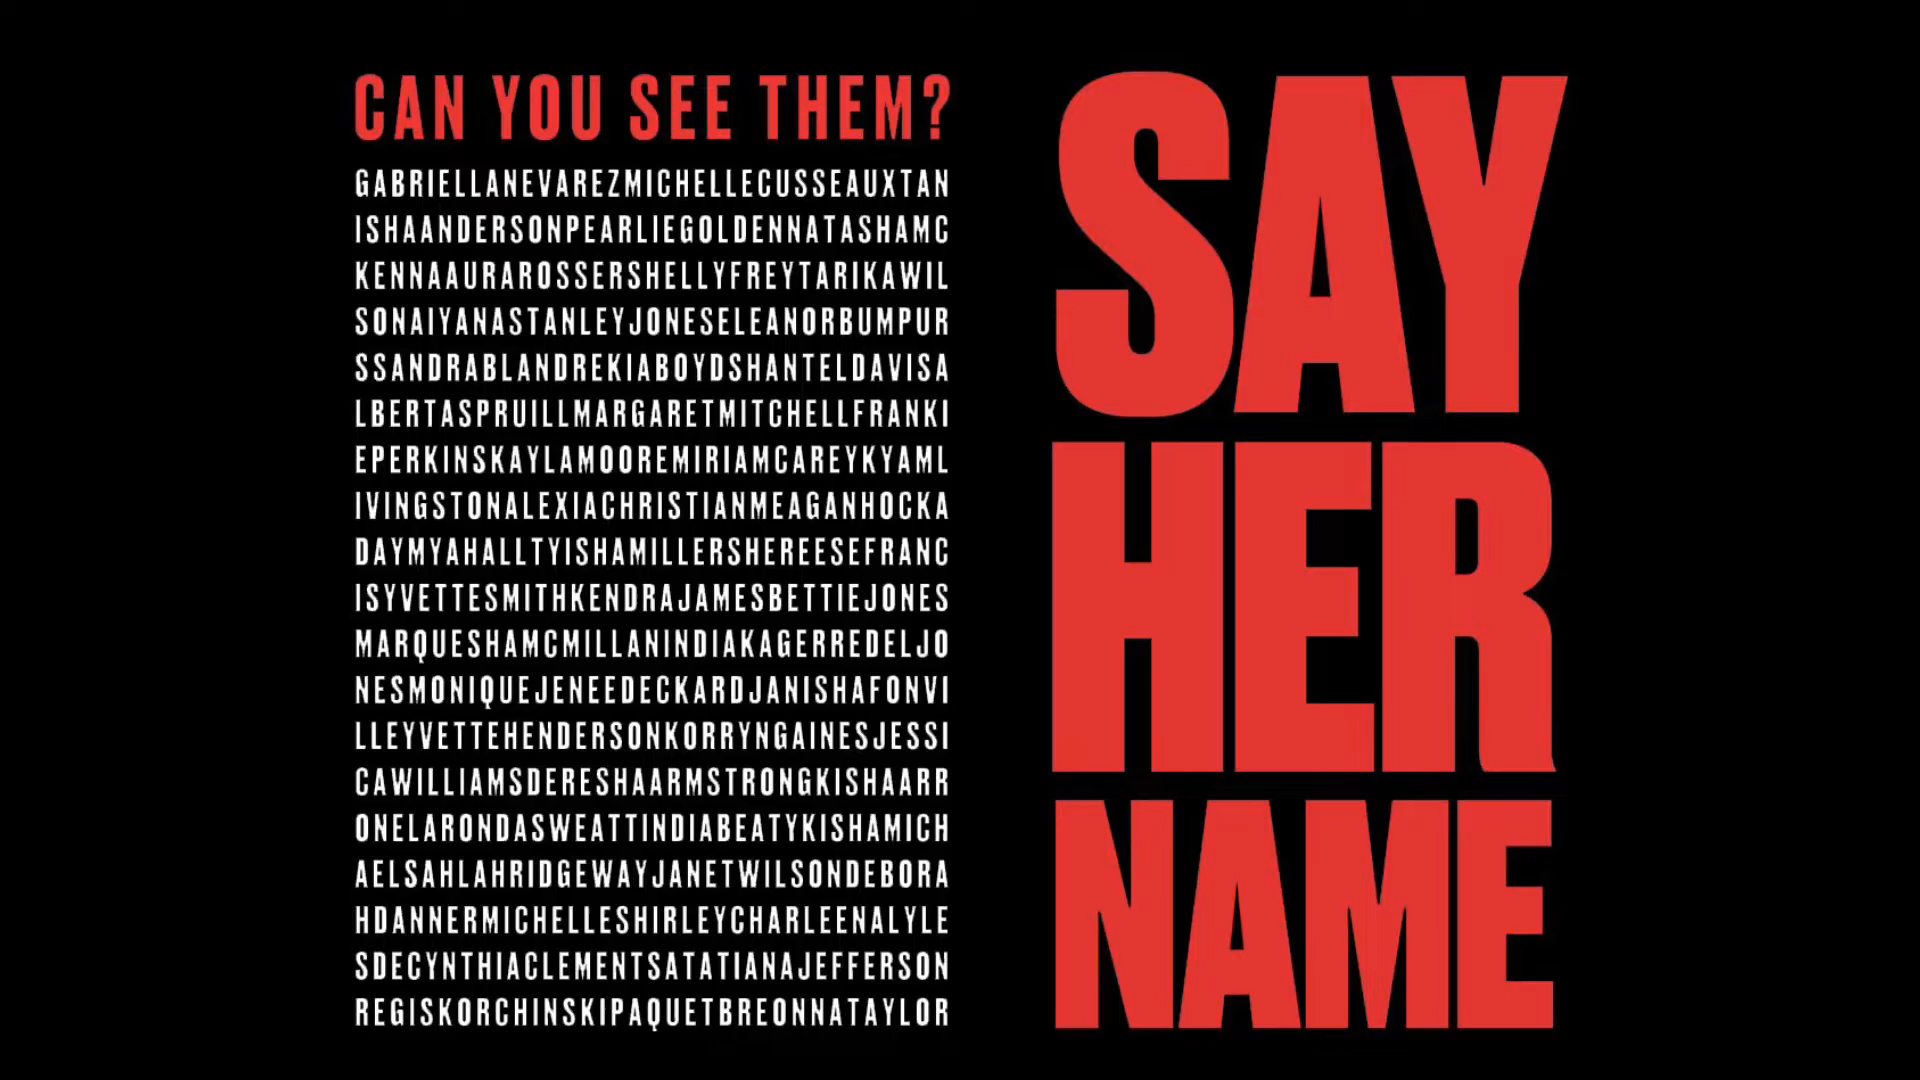 CAN YOU SEE THEM?
GABRIELLANEVAREZMICHELLECUSSEAUXTAN
ISHAANDERSONPEARLIEGOLDENNATASHAMC
KENNAAURAROSSERSHELLYFREYTARIKAWIL
SONAIYANASTANLEYJONESELEANORBUMPUR
SSANDRABLANDREKIABOYDSHANTELDAVISA
LBERTASPRUILLMARGARETMITCHELLFRANKI
EPERKINSKAYLAMOOREMIRIAMCAREYKYAML
IVINGSTONALEXIACHRISTIANMEAGANHOCKA
DAYMYAHALLTYISHAMILLERSHEREESEFRANC
ISYVETTESMITHKENDRAJAMESBETTIEJONES
MARQUESHAMCMILLANINDIAKAGERREDELJO
NESMONIQUEJENEEDECKARDJANISHAFONVI
LLEYVETTEHENDERSONKORRYNGAINESJESSI
CAWILLIAMSDERESHAARMSTRONGKISHAARR
ONELARONDASWEATTINDIABEATYKISHAMICH
AELSAHLAHRIDGEWAYJANETWILSONDEBORA
HDANNERMICHELLESHIRLEYCHARLEENALYLE
SDECYNTHIACLEMENTSATATIANAJEFFERSON
REGISKORCHINSKIPAQUETBREONNATAYLOR
SAY
HER
NAME